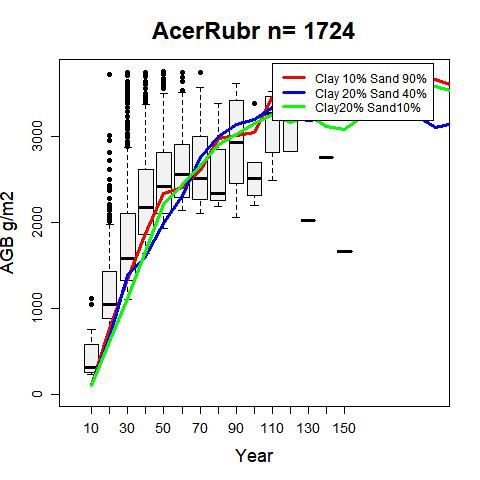 AcerRubr n= 1724
Clay 10% Sand 90%
Clay 20% Sand 40%
Clay20% Sand10%
AGB g/m2
3000
2000
1000
0
10 30 50 70 90 110 130 150
Year